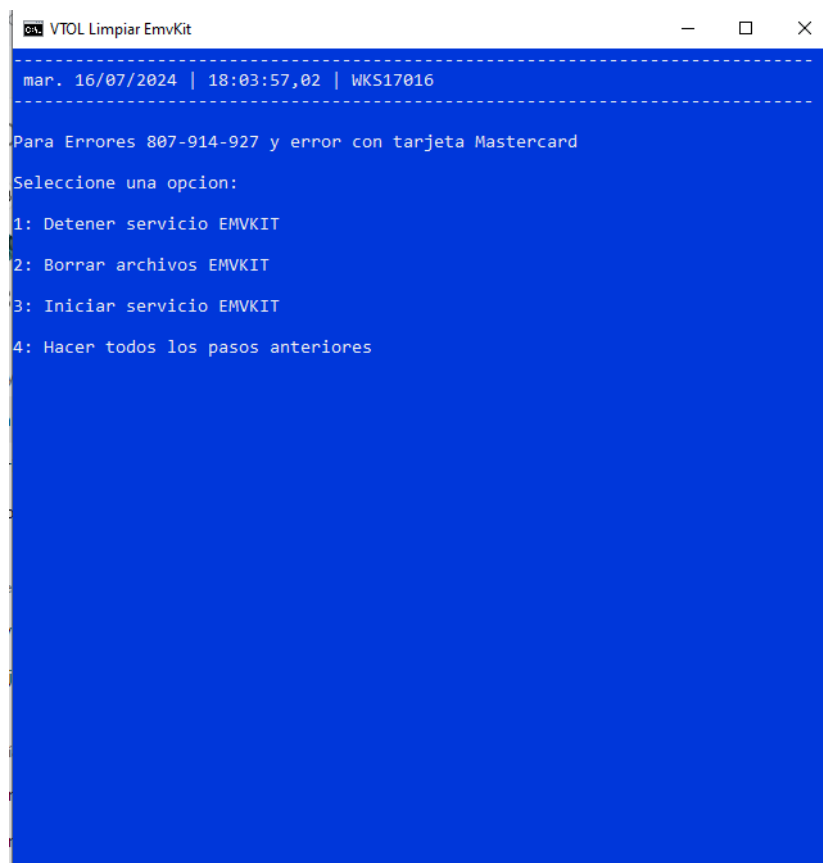 VTOL Limpiar EmvKit
--------------------------------------------------------------------------------
mar. 16/07/2024 | 18:03:57,02 | WKS17016
--------------------------------------------------------------------------------
Para Errores 807-914-927 y error con tarjeta Mastercard
Seleccione una opcion:
1: Detener servicio EMVKIT
2: Borrar archivos EMVKIT
3: Iniciar servicio EMVKIT
4: Hacer todos los pasos anteriores